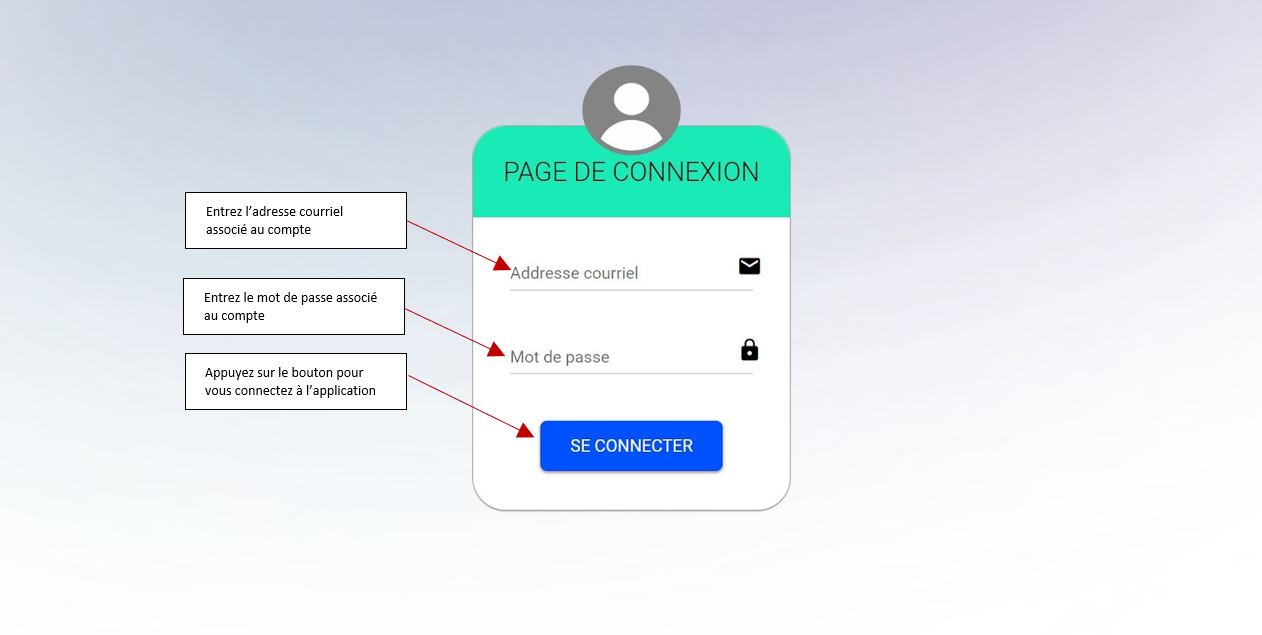 PAGE DE CONNEXION
Entrez l’adresse courriel
associé au compte
Addresse courriel
Entrez le mot de passe associé
au compte
Mot de passe
Appuyez sur le bouton pour
vous connectez à l’application
SE CONNECTER